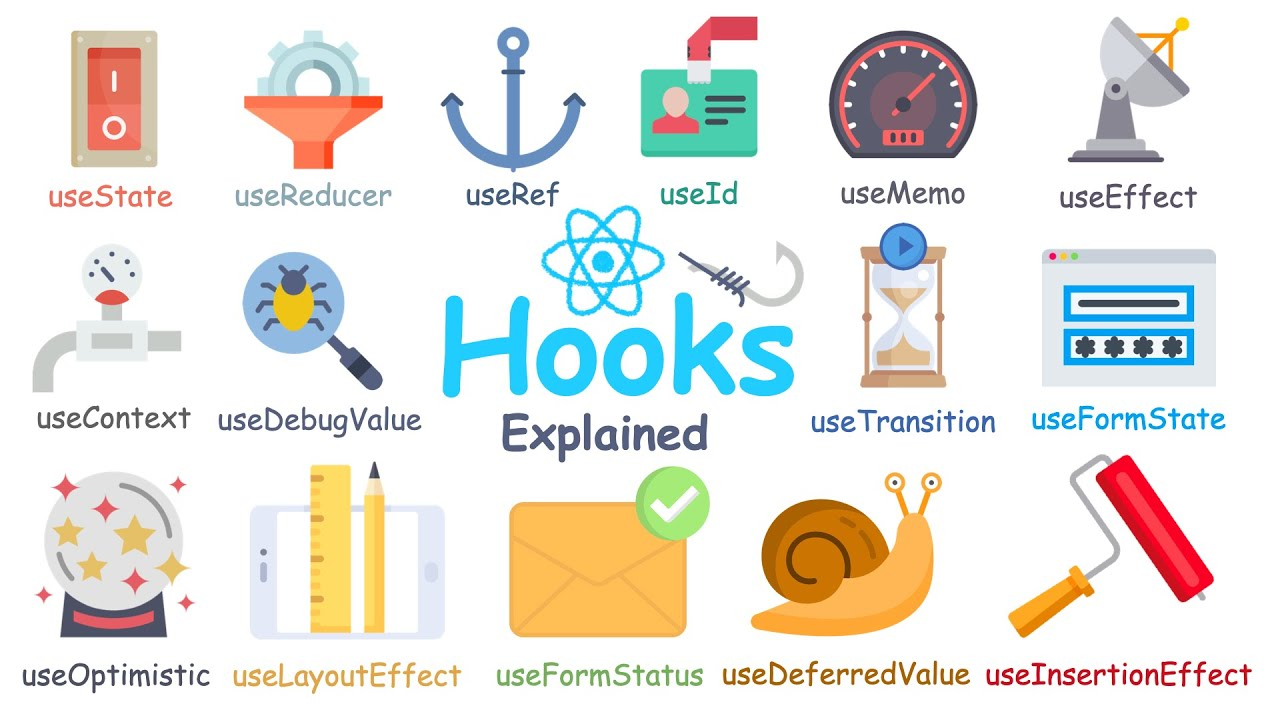 useState
useReducer
useRef
useId
useMemo
useEffect
useContext
useDebugValue
Hooks
Explained
useTransition
useFormState
useOptimistic
useLayoutEffect
useFormStatus
useDeferredValue
useInsertionEffect